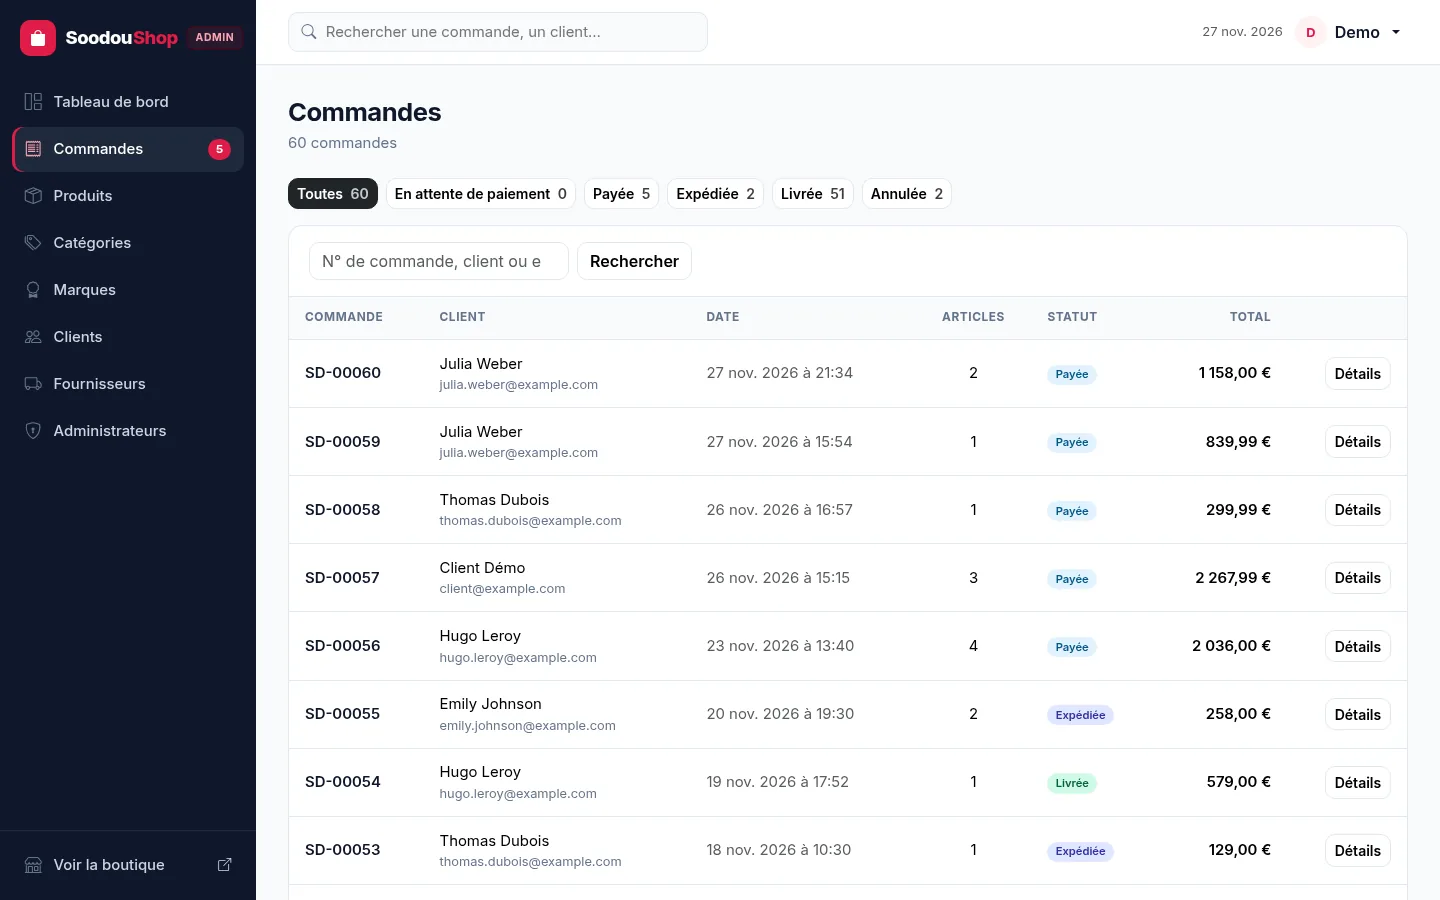 SoodouShop ADMIN
Rechercher une commande, un client...
27 nov. 2026
D
Demo
Tableau de bord
Commandes 5
Produits
Catégories
Marques
Clients
Fournisseurs
Administrateurs
Voir la boutique
Commandes
60 commandes
Toutes 60
En attente de paiement 0
Payée 5
Expédiée 2
Livrée 51
Annulée 2
N° de commande, client ou e
Rechercher
COMMANDE CLIENT DATE ARTICLES STATUT TOTAL
SD-00060 Julia Weber 27 nov. 2026 à 21:34 2 Payée 1 158,00 € Détails
julia.weber@example.com
SD-00059 Julia Weber 27 nov. 2026 à 15:54 1 Payée 839,99 € Détails
julia.weber@example.com
SD-00058 Thomas Dubois 26 nov. 2026 à 16:57 1 Payée 299,99 € Détails
thomas.dubois@example.com
SD-00057 Client Démo 26 nov. 2026 à 15:15 3 Payée 2 267,99 € Détails
client@example.com
SD-00056 Hugo Leroy 23 nov. 2026 à 13:40 4 Payée 2 036,00 € Détails
hugo.leroy@example.com
SD-00055 Emily Johnson 20 nov. 2026 à 19:30 2 Expédiée 258,00 € Détails
emily.johnson@example.com
SD-00054 Hugo Leroy 19 nov. 2026 à 17:52 1 Livrée 579,00 € Détails
hugo.leroy@example.com
SD-00053 Thomas Dubois 18 nov. 2026 à 10:30 1 Expédiée 129,00 € Détails
thomas.dubois@example.com